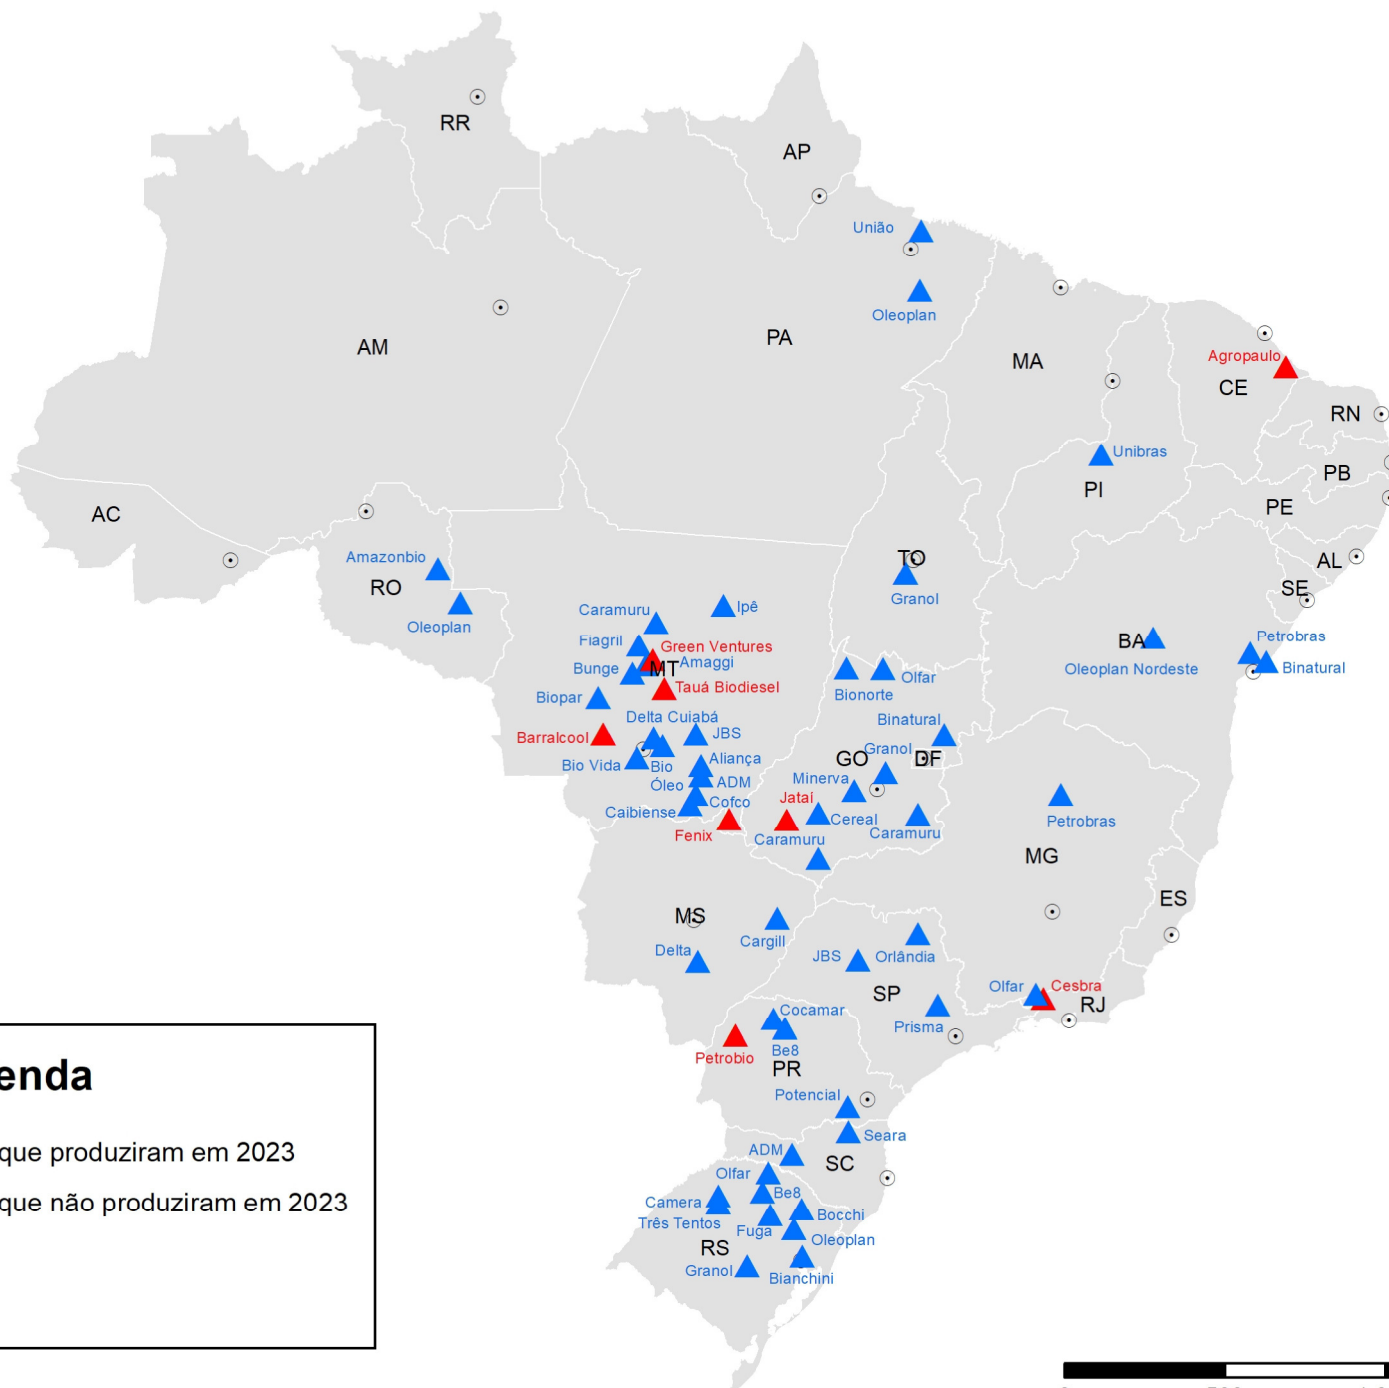 RR
AP
União
Oleoplan
AM
PA
MA
Agropaulo
CE
RN
Unibras
PB
PI
PE
AC
TO
AL
Amazonbio
RO
SE
Granol
Ipê
Caramuru
Oleoplan
Fiagril
Green Ventures
Petrobras
BA
Bunge
MT
Amaggi
Oleoplan Nordeste
Binatural
Olfar
Tauá Biodiesel
Bionorte
Biopar
Delta Cuiabá
Binatural
JBS
Barralcool
Granol
Aliança
GO
DF
Bio Vida
Bio
Óleo
ADM
Minerva
Jataí
Cofco
Caibiense
Cereal
Petrobras
Fenix
Caramuru
Caramuru
MG
ES
MS
Cargill
Delta
JBS
Orlândia
Olfar
Cesbra
SP
RJ
Cocamar
Prisma
Be8
Petrobio
PR
Potencial
Seara
ADM
SC
Olfar
Be8
Camera
Bocchi
Três Tentos
Fuga
Oleoplan
RS
Granol
Bianchini
enda
que produziram em 2023
que não produziram em 2023